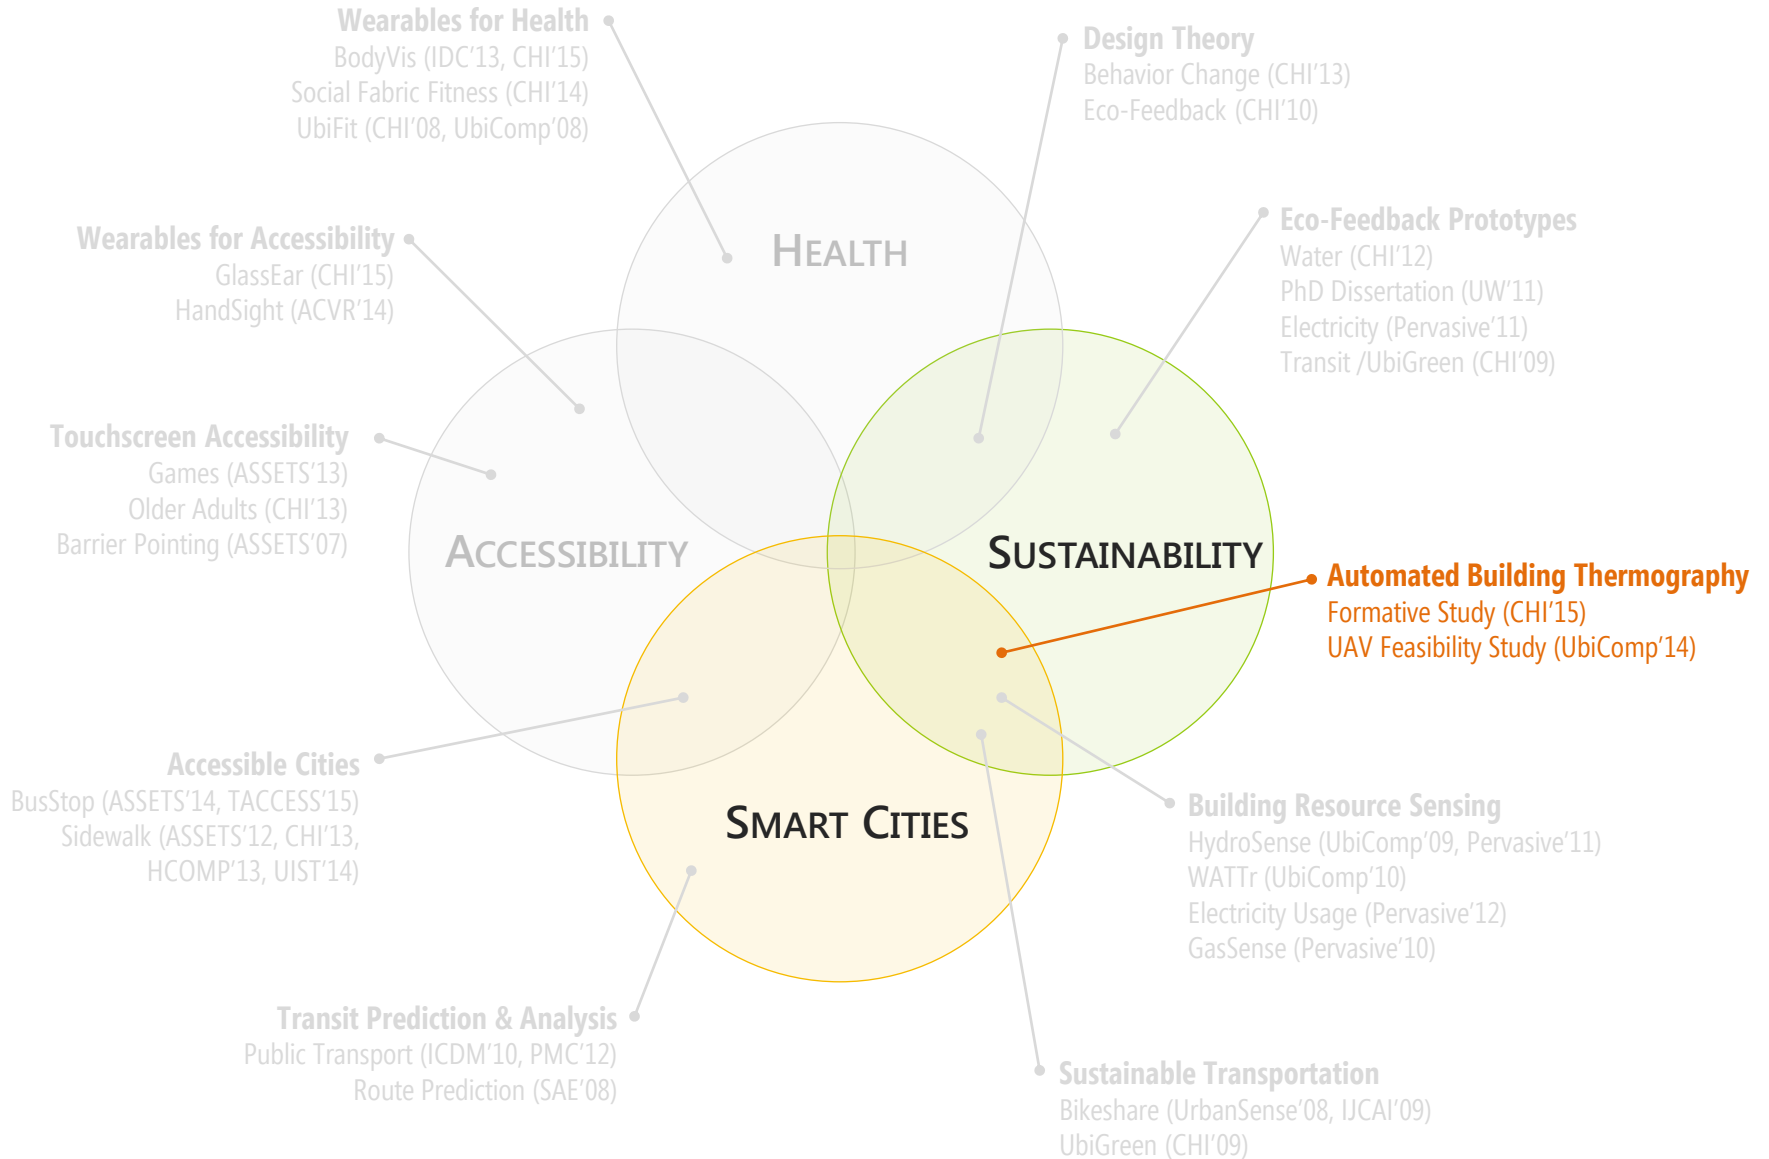 Wearables for Health
BodyVis (IDC’13, CHI’15)
Social Fabric Fitness (CHI’14)
UbiFit (CHI’08, UbiComp’08)
Design Theory
Behavior Change (CHI’13)
Eco-Feedback (CHI’10)
Wearables for Accessibility
GlassEar (CHI’15)
HandSight (ACVR’14)
HEALTH
Eco-Feedback Prototypes
Water (CHI’12)
PhD Dissertation (UW’11)
Electricity (Pervasive’11)
Transit /UbiGreen (CHI’09)
Touchscreen Accessibility
Games (ASSETS’13)
Older Adults (CHI’13)
Barrier Pointing (ASSETS’07)
ACCESSIBILITY
SUSTAINABILITY
Automated Building Thermography
Formative Study (CHI’15)
UAV Feasibility Study (UbiComp’14)
Accessible Cities
BusStop (ASSETS’14, TACCESS’15)
Sidewalk (ASSETS’12, CHI’13,
HCOMP’13, UIST’14)
SMART CITIES
Building Resource Sensing
HydroSense (UbiComp’09, Pervasive’11)
WATTr (UbiComp’10)
Electricity Usage (Pervasive’12)
GasSense (Pervasive’10)
Transit Prediction & Analysis
Public Transport (ICDM’10, PMC’12)
Route Prediction (SAE’08)
Sustainable Transportation
Bikeshare (UrbanSense’08, IJCAI’09)
UbiGreen (CHI’09)